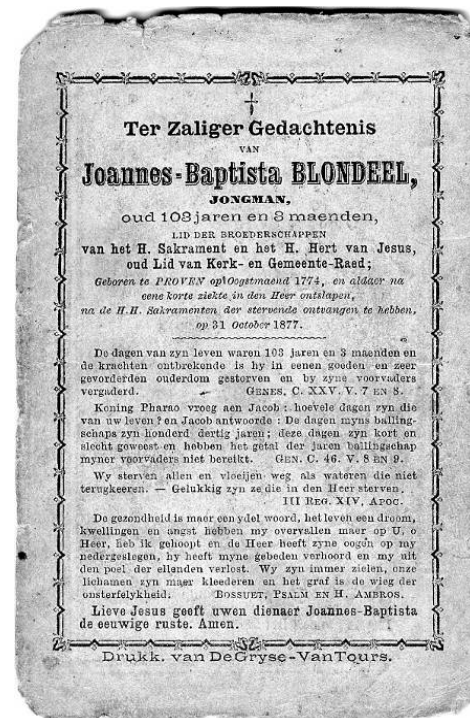 Ter Zaliger Gedachtenis
VAN
Joannes-Baptista BLONDEEL,
JONGMAN,
oud 103 jaren en 3 maenden,
LID DER BROEDERSCHAPPEN
van het H. Sakrament en het H. Hert van Jesus,
oud Lid van Kerk- en Gemeente-Raed;
Geboren te PROVEN op 1 Oogstmaend 1774, en aldaer na
eene korte ziekte in den Heer ontslapen,
na de H.H. Sakramenten der stervende ontvangen te hebben,
op 31 October 1877.
De dagen van zyn leven waren 103 jaren en 3 maenden en
de krachten ontbrekende is hy in eenen goeden en zeer
gevorderden ouderdom gestorven en by zyne voorvaders
vergaderd. GENES, C. XXV. V. 7 EN 8.
Koning Pharao vroeg aen Jacob : hoevele dagen zyn die
van uw leven? en Jacob antwoorde : De dagen myns balling-
schaps zyn honderd dertig jaren; deze dagen zyn kort en
slecht geweest en hebben het getal der jaren ballingschap
myner voorvaders niet bereikt. GEN. C. 46. V. 8 EN 9.
Wy sterven allen en vloeijen weg als wateren die niet
terugkeeren. — Gelukkig zyn ze die in den Heer sterven.
III REG. XIV, APOC.
De gezondheid is maer een ydel woord, het leven een droom,
kwellingen en angst hebben my overvallen maer op U, o
Heer, heb ik gehoopt en de Heer heeft zyne oogen op my
nedergeslegen, hy heeft myne gebeden verhoord en my uit
den poel der ellenden verlost. Wy zyn immer zielen, onze
lichamen zyn maer kleederen en het graf is de wieg der
onsterfelykheid. BOSSUET, PSALM EN H. AMBROS.
Lieve Jesus geeft uwen dienaer Joannes-Baptista
de eeuwige ruste. Amen.
Drukk. van DeGryse-VanTours.